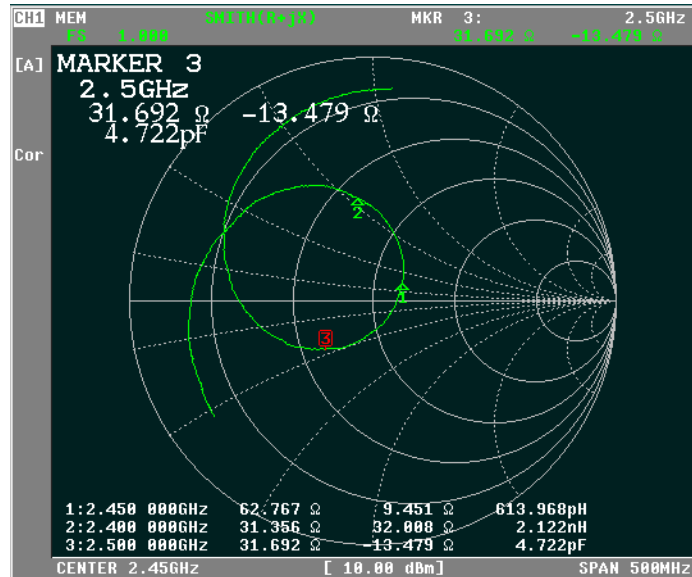 CH1 MEM SMITH(R+jX) MKR 3: 2.5GHz
FS 1.000 31.692 Ω -13.479 Ω
[A] MARKER 3
2.5GHz
31.692 Ω -13.479 Ω
4.722pF
Cor
2
1
3
1:2.450 000GHz 62.767 Ω 9.451 Ω 613.968pH
2:2.400 000GHz 31.356 Ω 32.008 Ω 2.122nH
3:2.500 000GHz 31.692 Ω -13.479 Ω 4.722pF
CENTER 2.45GHz [ 10.00 dBm] SPAN 500MHz